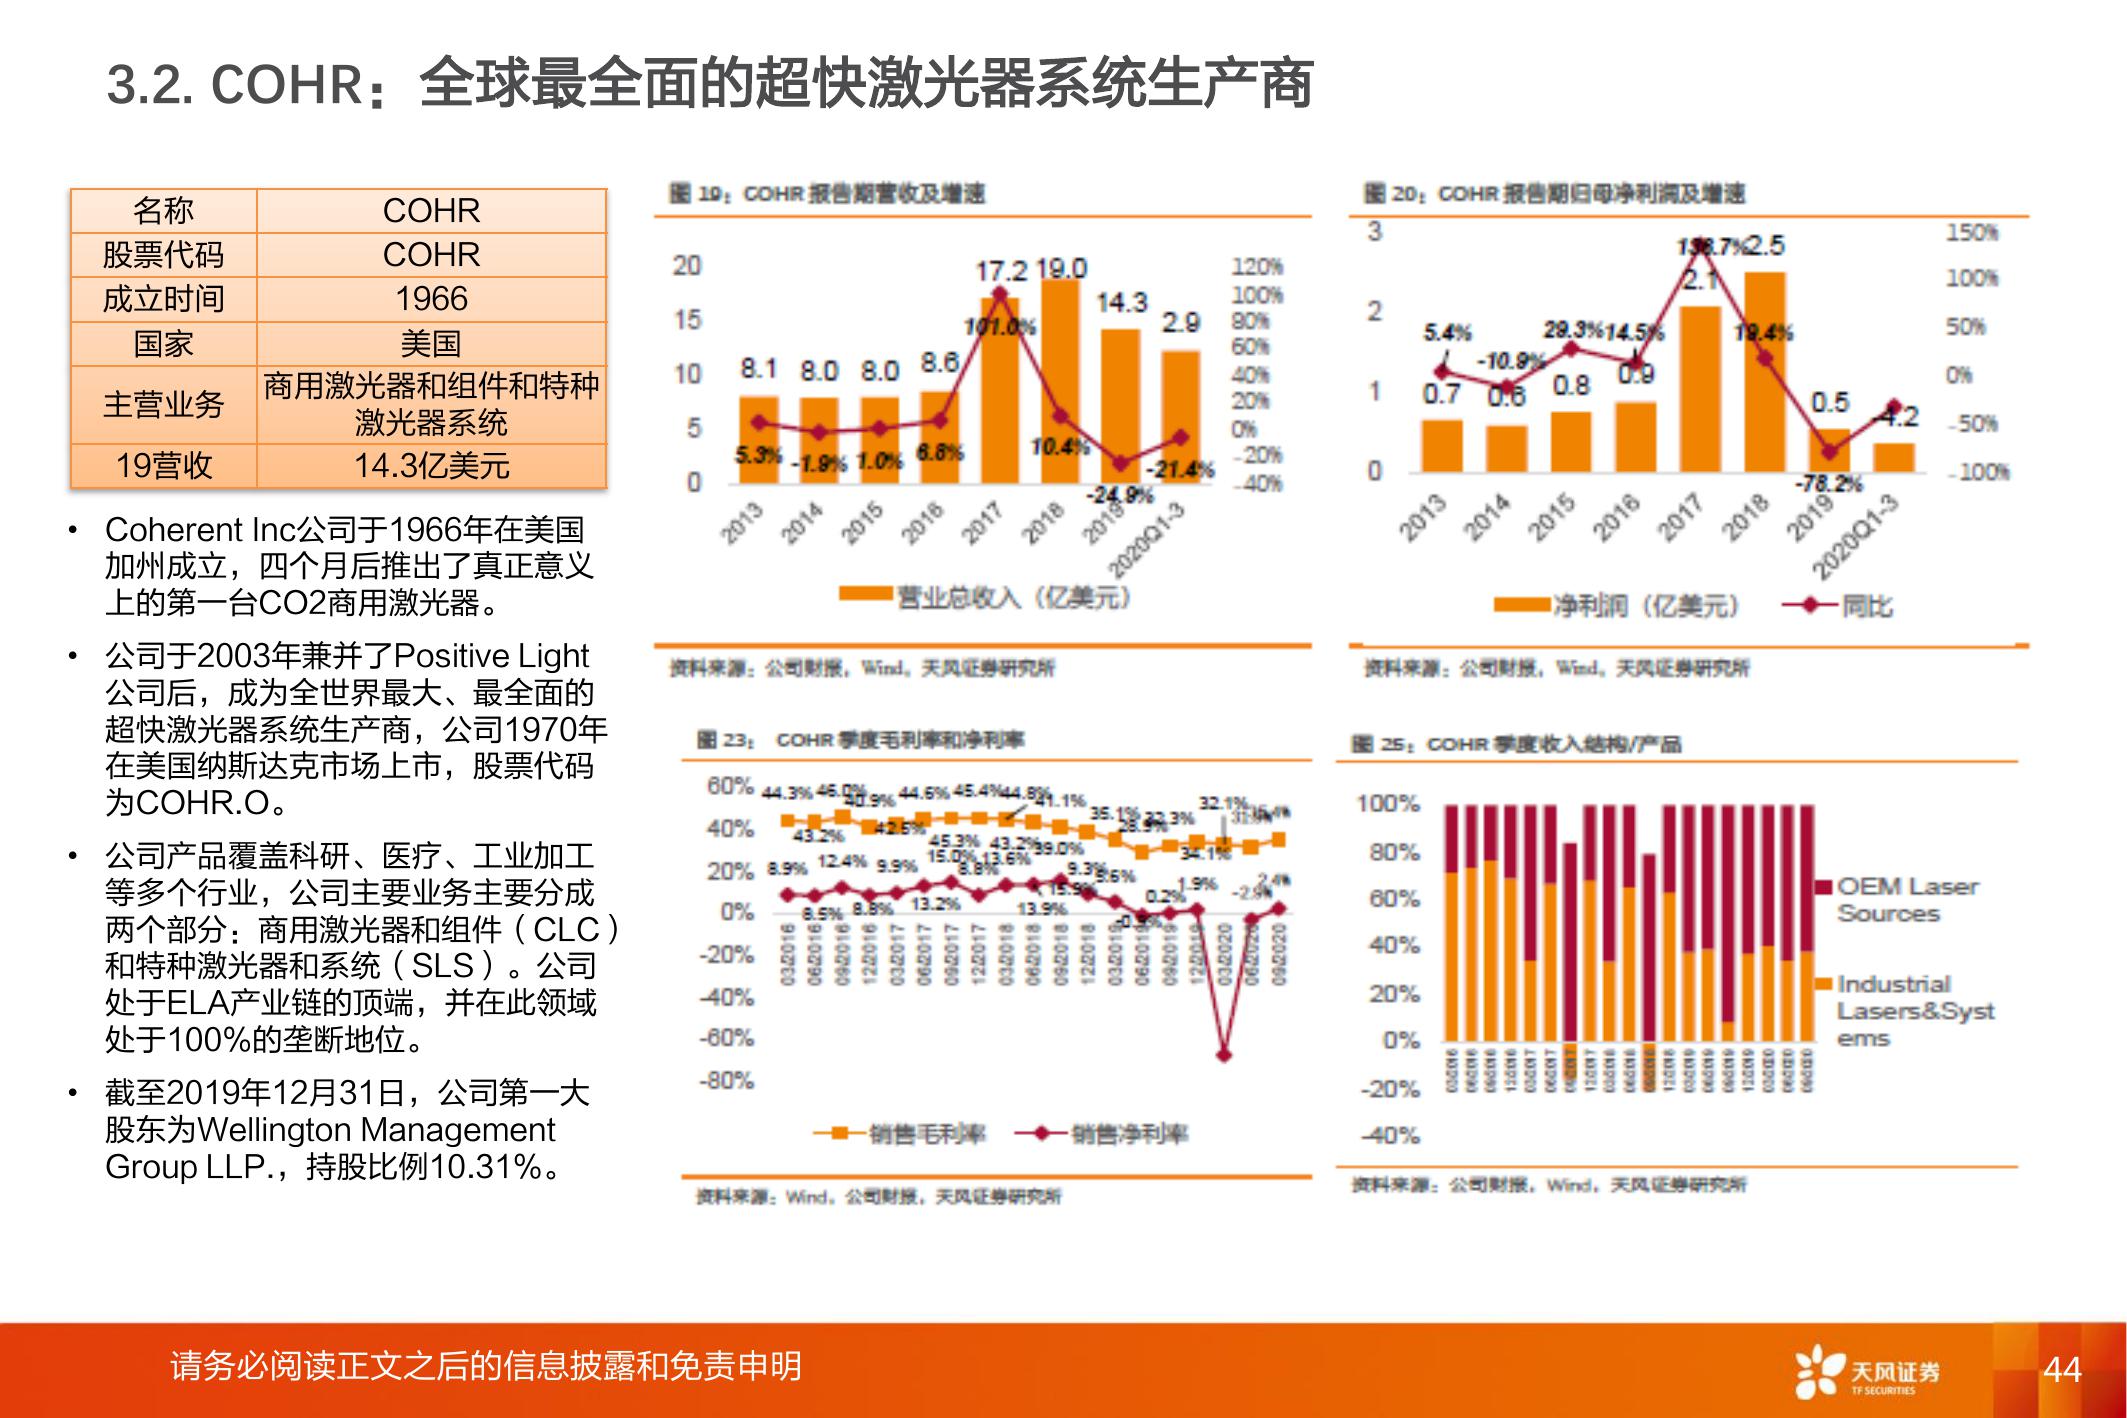 3.2. COHR：全球最全面的超快激光器系统生产商
名称 COHR
股票代码 COHR
成立时间 1966
国家 美国
主营业务 商用激光器和组件和特种
激光器系统
19营收 14.3亿美元
• Coherent Inc公司于1966年在美国
加州成立，四个月后推出了真正意义
上的第一台CO2商用激光器。
• 公司于2003年兼并了Positive Light
公司后，成为全世界最大、最全面的
超快激光器系统生产商，公司1970年
在美国纳斯达克市场上市，股票代码
为COHR.O。
• 公司产品覆盖科研、医疗、工业加工
等多个行业，公司主要业务主要分成
两个部分：商用激光器和组件（CLC）
和特种激光器和系统（SLS）。公司
处于ELA产业链的顶端，并在此领域
处于100%的垄断地位。
• 截至2019年12月31日，公司第一大
股东为Wellington Management
Group LLP.，持股比例10.31%。
图 19：COHR 报告期营收及增速
20
15
10
5
0
120%
100%
80%
60%
40%
20%
0%
-20%
-40%
8.1 8.0 8.0 8.6 17.2 19.0 14.3 2.9
5.3% -1.9% 1.0% 6.8% 101.0% 10.4% -24.9% -21.4%
2013 2014 2015 2016 2017 2018 2019 2020Q1-3
营业总收入（亿美元）
资料来源：公司财报，Wind，天风证券研究所
图 20：COHR 报告期归母净利润及增速
3
2
1
0
150%
100%
50%
0%
-50%
-100%
5.4% -10.9% 29.3% 14.5% 19.4% -78.2%
0.7 0.6 0.8 0.9 2.1 2.5 0.5 -4.2
2013 2014 2015 2016 2017 2018 2019 2020Q1-3
净利润（亿美元） 同比
资料来源：公司财报，Wind，天风证券研究所
图 23： COHR 季度毛利率和净利率
60%
40%
20%
0%
-20%
-40%
-60%
-80%
44.3% 46.0% 40.9% 44.6% 45.4% 44.8% 41.1% 35.1% 32.3% 32.1%
43.2% 42.5% 45.3% 43.2% 39.0% 34.1%
8.9% 12.4% 9.9% 15.0% 8.8% 13.6% 9.3% 0.2% 1.9%
8.5% 8.8% 13.2% 13.9% 15.9%
03/2016 06/2016 09/2016 12/2016 03/2017 06/2017 09/2017 12/2017 03/2018 06/2018 09/2018 12/2018 03/2019 06/2019 09/2019 12/2019 03/2020 06/2020 09/2020
销售毛利率 销售净利率
资料来源：Wind，公司财报，天风证券研究所
图 25：COHR 季度收入结构/产品
100%
80%
60%
40%
20%
0%
-20%
-40%
OEM Laser
Sources
Industrial
Lasers&Syst
ems
资料来源：公司财报，Wind，天风证券研究所
请务必阅读正文之后的信息披露和免责申明
天风证券
TF SECURITIES
44